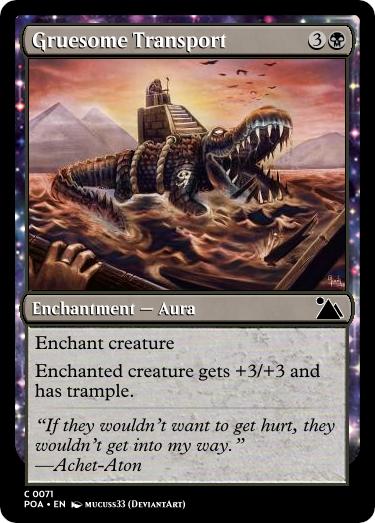 Gruesome Transport 3
Enchantment — Aura
Enchant creature
Enchanted creature gets +3/+3 and
has trample.
“If they wouldn’t want to get hurt, they
wouldn’t get into my way.”
—Achet-Aton
C 0071
POA • EN MUCUSS33 (DEVIANTART)